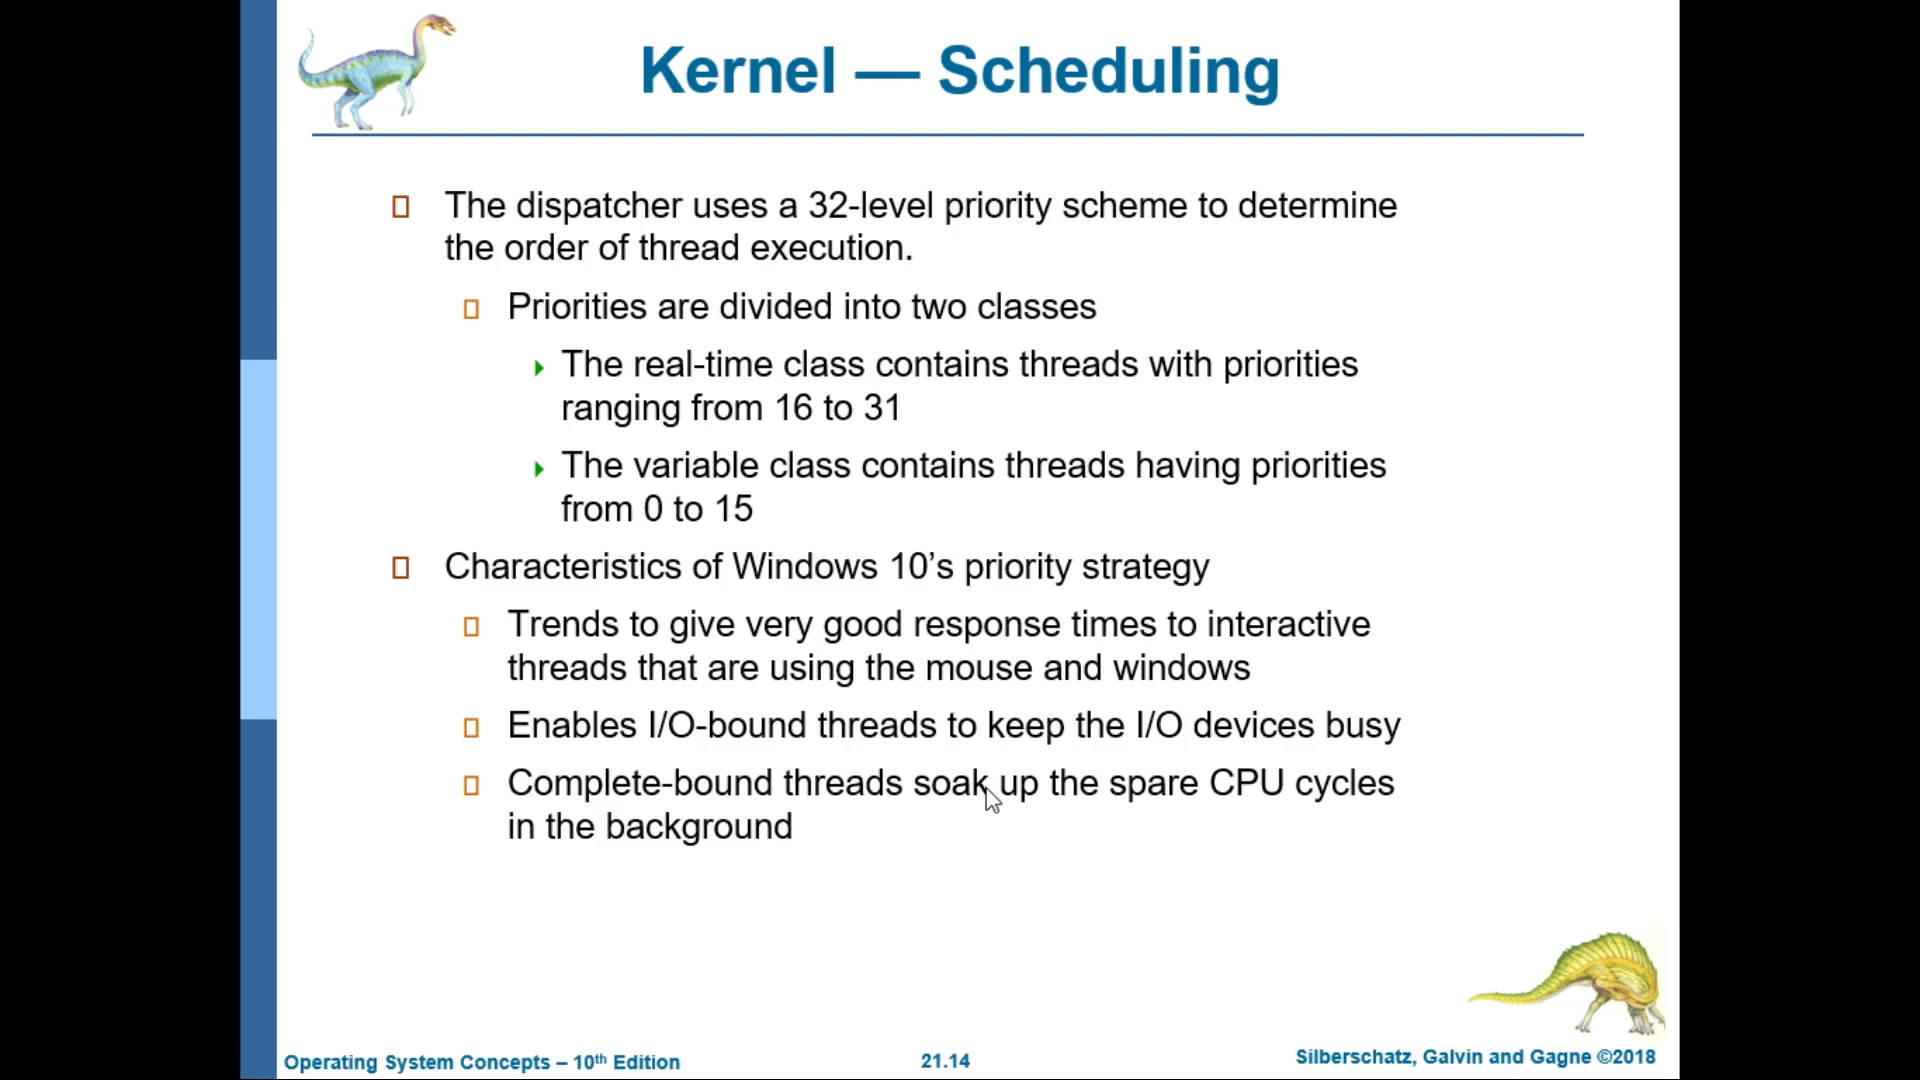 Kernel — Scheduling
The dispatcher uses a 32-level priority scheme to determine
the order of thread execution.
Priorities are divided into two classes
The real-time class contains threads with priorities
ranging from 16 to 31
The variable class contains threads having priorities
from 0 to 15
Characteristics of Windows 10’s priority strategy
Trends to give very good response times to interactive
threads that are using the mouse and windows
Enables I/O-bound threads to keep the I/O devices busy
Complete-bound threads soak up the spare CPU cycles
in the background
Operating System Concepts – 10th Edition
21.14
Silberschatz, Galvin and Gagne ©2018